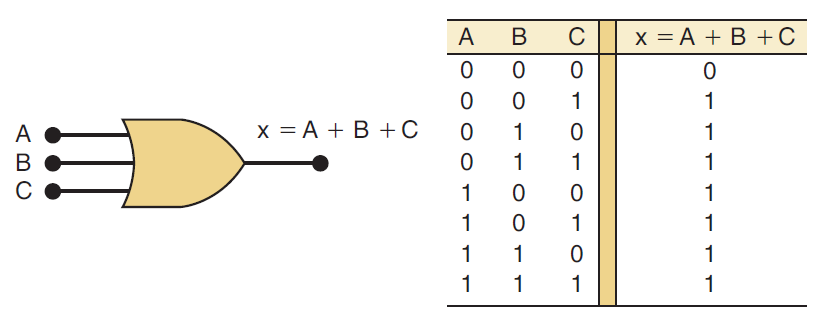 x = A + B + C
A
B
C
A B C x = A + B + C
0 0 0 0
0 0 1 1
0 1 0 1
0 1 1 1
1 0 0 1
1 0 1 1
1 1 0 1
1 1 1 1